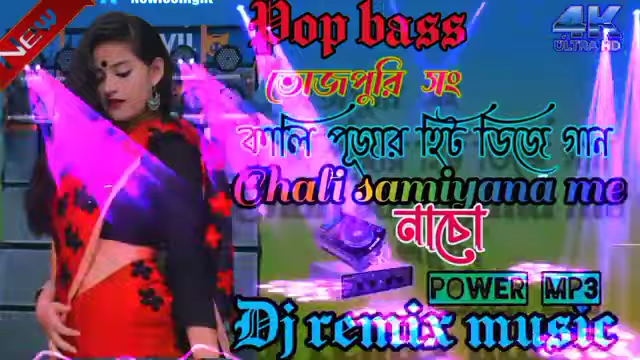 NEW
Pop bass
4K
ULTRA HD
ভোজপুরি সং
কালি পূজার হিট ডিজে গান
Chali samiyana me
নাচো
POWER MP3
Dj remix music